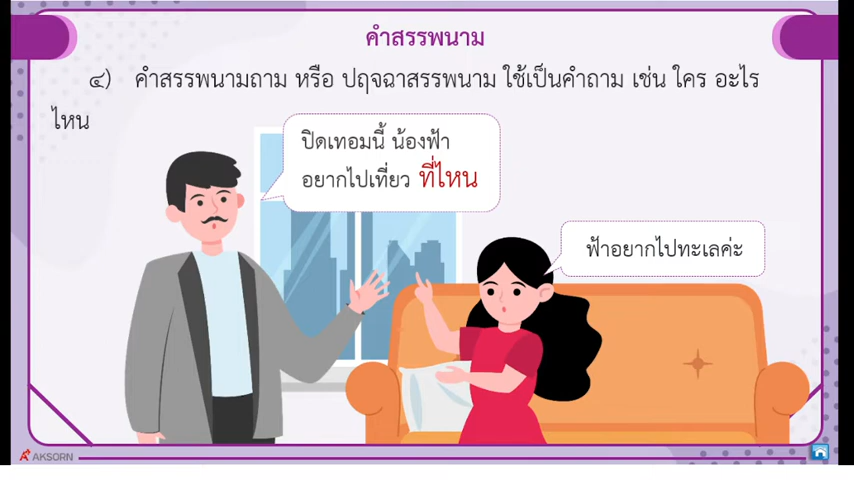 คำสรรพนาม
๔) คำสรรพนามถาม หรือ ปฤจฉาสรรพนาม ใช้เป็นคำถาม เช่น ใคร อะไร
ไหน
ปิดเทอมนี้ น้องฟ้า
อยากไปเที่ยว ที่ไหน
ฟ้าอยากไปทะเลค่ะ
AKSORN